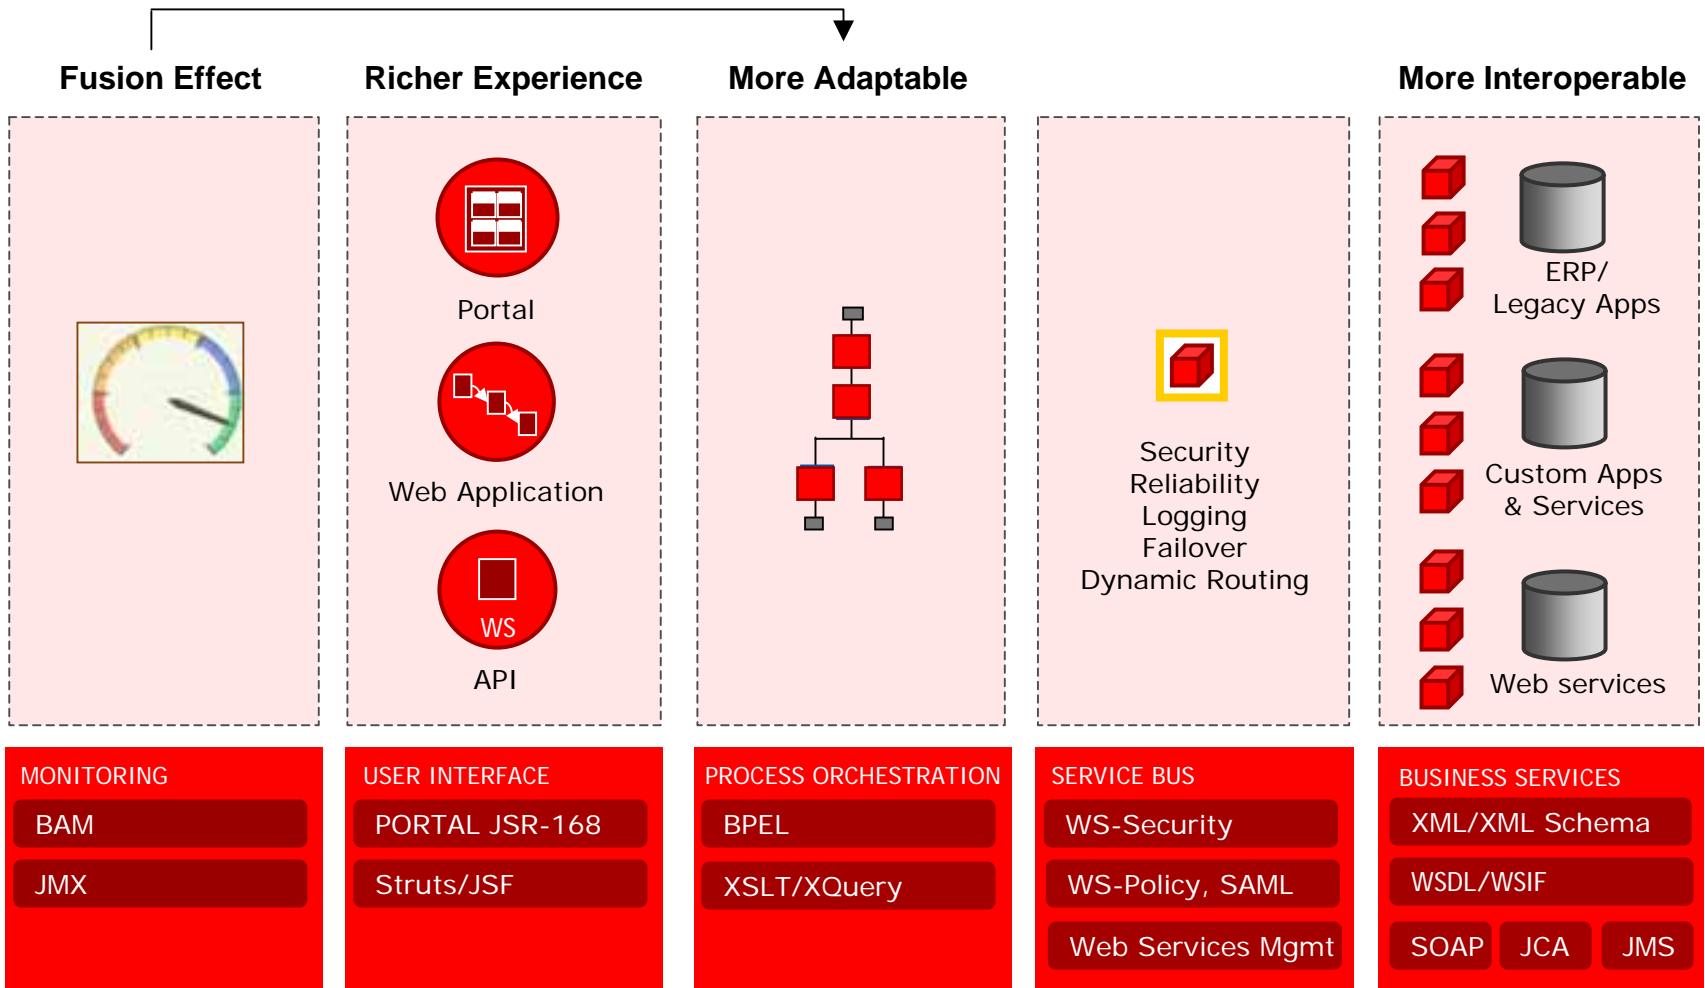 Fusion Effect
Richer Experience
More Adaptable
More Interoperable
Portal
Web Application
WS
API
Security
Reliability
Logging
Failover
Dynamic Routing
ERP/
Legacy Apps
Custom Apps
& Services
Web services
MONITORING
BAM
JMX
USER INTERFACE
PORTAL JSR-168
Struts/JSF
PROCESS ORCHESTRATION
BPEL
XSLT/XQuery
SERVICE BUS
WS-Security
WS-Policy, SAML
Web Services Mgmt
BUSINESS SERVICES
XML/XML Schema
WSDL/WSIF
SOAP
JCA
JMS